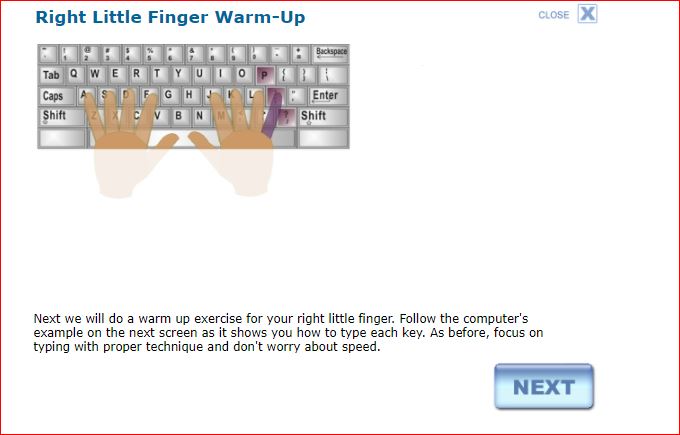 Right Little Finger Warm-Up
CLOSE X
~ ! @ # $ % ^ & * ( ) - + Backspace
1 2 3 4 5 6 7 8 9 0 =
Tab Q W E R T Y U I O P { } |
Caps A S D F G H J K L " Enter
Shift Z X C V B N M < ? Shift
Next we will do a warm up exercise for your right little finger. Follow the computer's
example on the next screen as it shows you how to type each key. As before, focus on
typing with proper technique and don't worry about speed.
NEXT